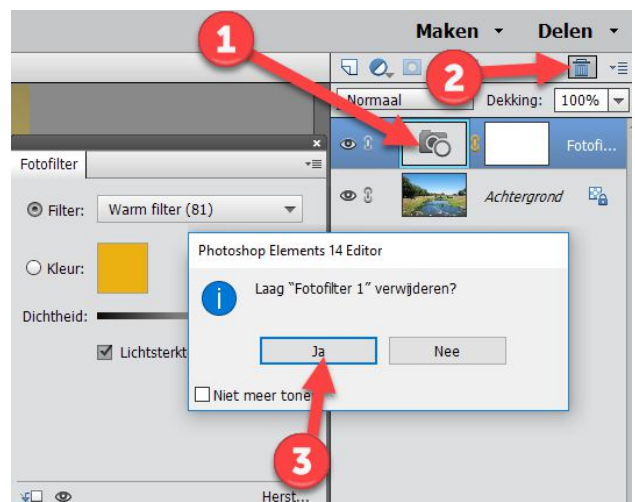 Maken Delen
1
2
Normaal Dekking: 100%
Fotofi...
Fotofilter
Filter: Warm filter (81)
Achtergrond
Photoshop Elements 14 Editor
Kleur:
Laag "Fotofilter 1" verwijderen?
Dichtheid:
Lichtsterkt
Ja Nee
Niet meer tone
3
Herst...